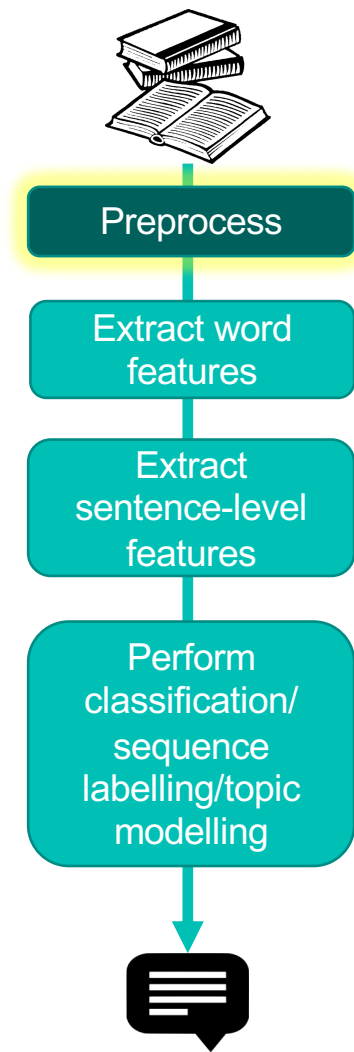 Preprocess
Extract word
features
Extract
sentence-level
features
Perform
classification/
sequence
labelling/topic
modelling